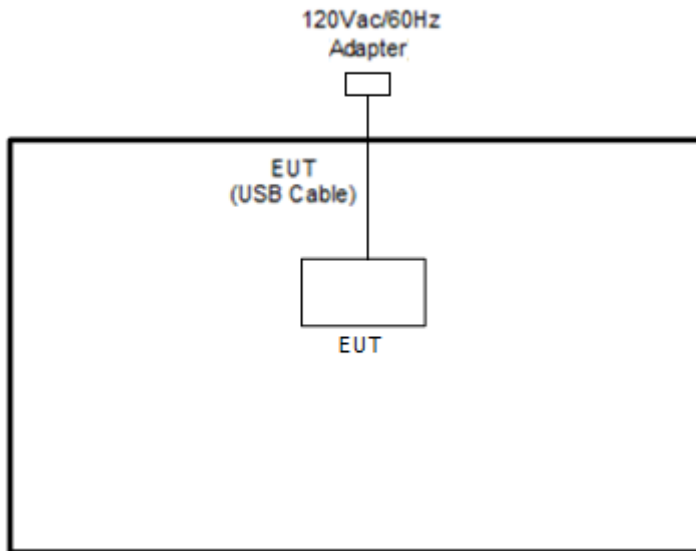 120Vac/60Hz
Adapter
EUT
(USB Cable)
EUT